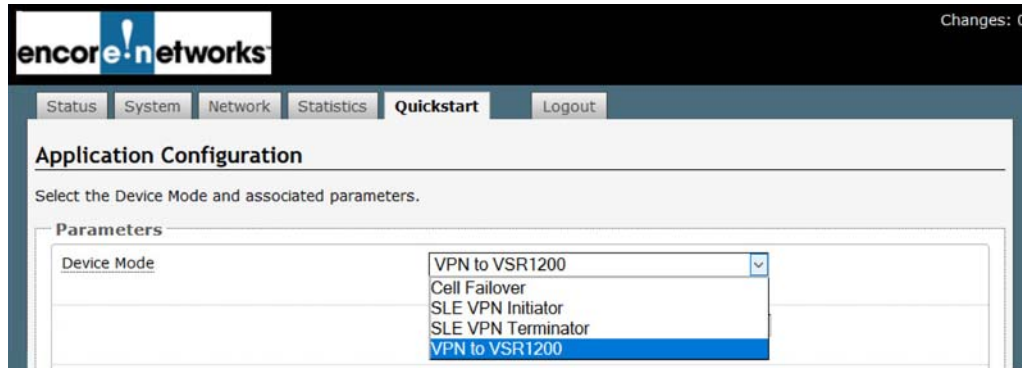 Changes: 0
encore!networks
Status System Network Statistics Quickstart Logout
Application Configuration
Select the Device Mode and associated parameters.
Parameters
Device Mode VPN to VSR1200
Cell Failover
SLE VPN Initiator
SLE VPN Terminator
VPN to VSR1200